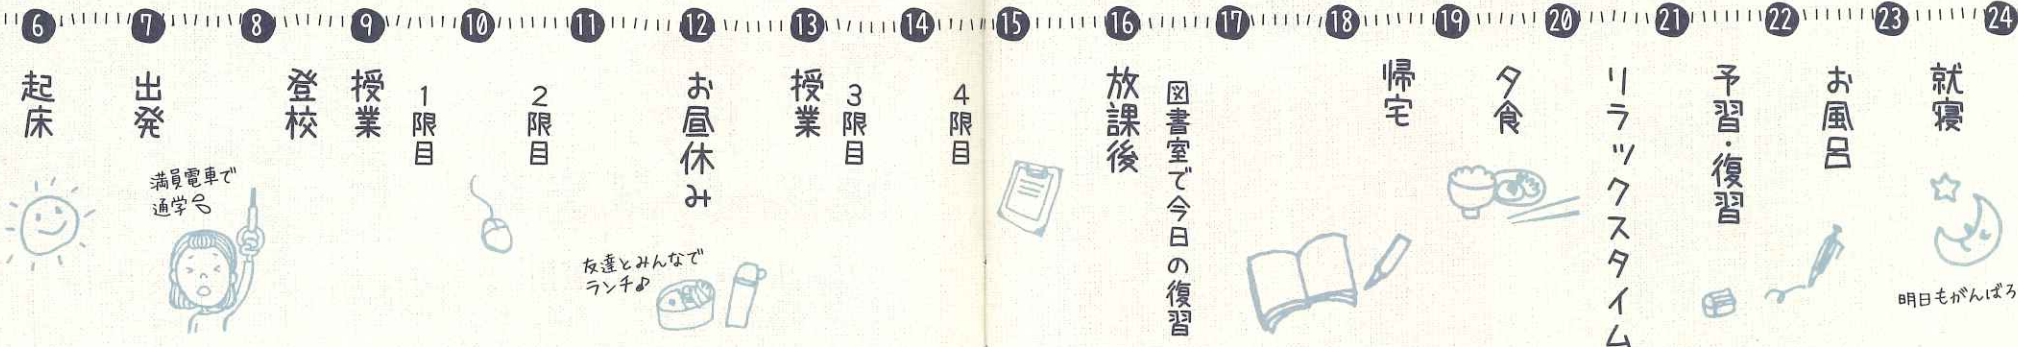 6 7 8 9 10 11 12 13 14 15 16 17 18 19 20 21 22 23 24
起床
出発
満員電車で
通学
登校
授業
1限目
2限目
お昼休み
友達とみんなで
ランチ♪
授業
3限目
4限目
放課後
図書室で今日の復習
帰宅
夕食
リラックスタイム
予習・復習
お風呂
就寝
明日もがんばろ